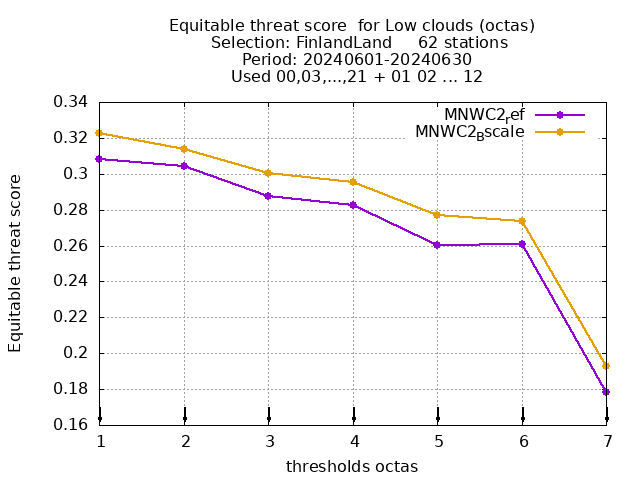 Equitable threat score  for Low clouds (octas)
Selection: FinlandLand     62 stations
Period: 20240601-20240630
Used 00,03,...,21 + 01 02 ... 12
MNWC2ref
MNWC2Bscale
0.34
0.32
0.3
0.28
0.26
0.24
0.22
0.2
0.18
0.16
Equitable threat score
1 2 3 4 5 6 7
thresholds octas